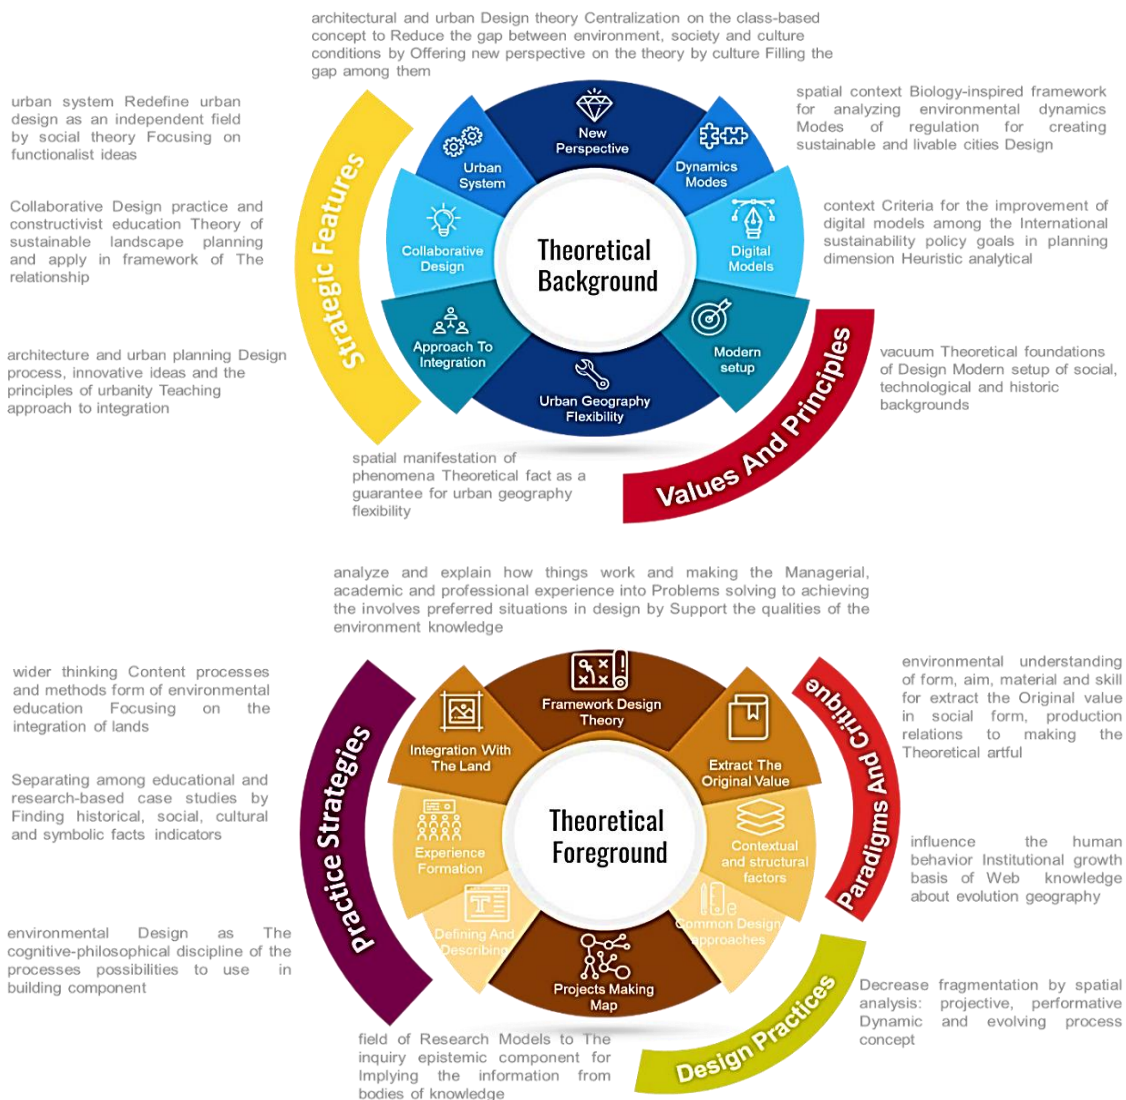 architectural and urban Design theory Centralization on the class-based
concept to Reduce the gap between environment, society and culture
conditions by Offering new perspective on the theory by culture Filling the
gap among them
urban system Redefine urban
design as an independent field
by social theory Focusing on
functionalist ideas
Collaborative Design practice and
constructivist education Theory of
sustainable landscape planning
and apply in framework of The
relationship
architecture and urban planning Design
process, innovative ideas and the
principles of urbanity Teaching
approach to integration
Strategic Features
New
Perspective
Urban
System
Dynamics
Modes
Collaborative
Design
Digital
Models
Theoretical
Background
Approach To
Integration
Modern
setup
Urban Geography
Flexibility
Values And Principles
spatial context Biology-inspired framework
for analyzing environmental dynamics
Modes of regulation for creating
sustainable and livable cities Design
context Criteria for the improvement of
digital models among the International
sustainability policy goals in planning
dimension Heuristic analytical
vacuum Theoretical foundations
of Design Modern setup of social,
technological and historic
backgrounds
spatial manifestation of
phenomena Theoretical fact as a
guarantee for urban geography
flexibility
analyze and explain how things work and making the Managerial,
academic and professional experience into Problems solving to achieving
the involves preferred situations in design by Support the qualities of the
environment knowledge
wider thinking Content processes
and methods form of environmental
education Focusing on the
integration of lands
Separating among educational and
research-based case studies by
Finding historical, social, cultural
and symbolic facts indicators
environmental Design as The
cognitive-philosophical discipline of the
processes possibilities to use in
building component
Practice Strategies
Framework Design
Theory
Integration With
The Land
Extract The
Original Value
Experience
Formation
Contextual
and structural
factors
Theoretical
Foreground
Defining And
Describing
Common Design
approaches
Projects Making
Map
Paradigms And Critique
Design Practices
environmental understanding
of form, aim, material and skill
for extract the Original value
in social form, production
relations to making the
Theoretical artful
influence the human
behavior Institutional growth
basis of Web knowledge
about evolution geography
Decrease fragmentation by spatial
analysis: projective, performative
Dynamic and evolving process
concept
field of Research Models to The
inquiry epistemic component for
Implying the information from
bodies of knowledge